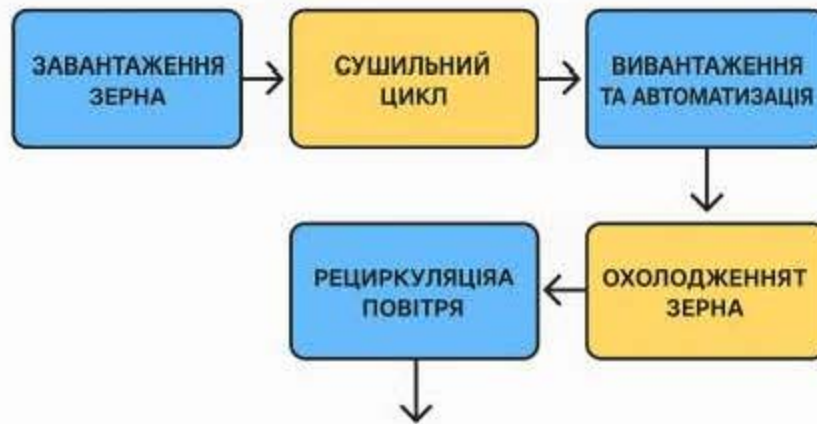 ЗАВАНТАЖЕННЯ
ЗЕРНА
СУШИЛЬНИЙ
ЦИКЛ
ВИВАНТАЖЕННЯ
ТА АВТОМАТИЗАЦІЯ
РЕЦИРКУЛЯЦІЯА
ПОВІТРЯ
ОХОЛОДЖЕННЯТ
ЗЕРНА